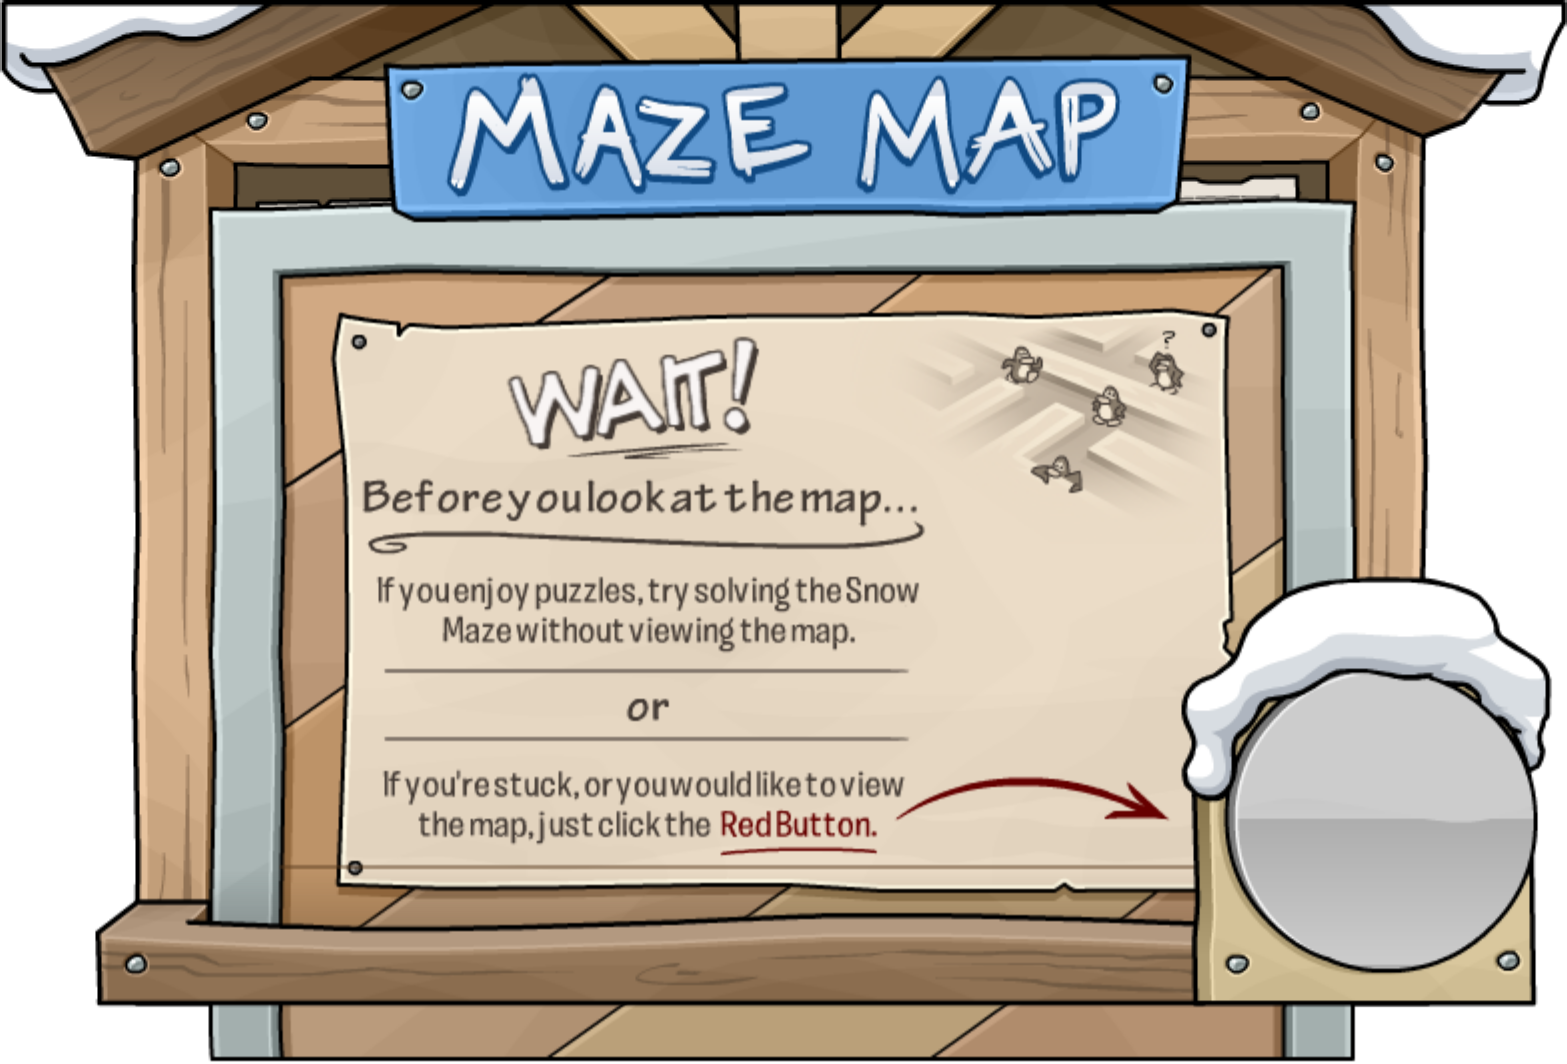 MAZE MAP
WAIT!
?
Before you look at the map...
If you enjoy puzzles, try solving the Snow
Maze without viewing the map.
or
If you're stuck, or you would like to view
the map, just click the Red Button.